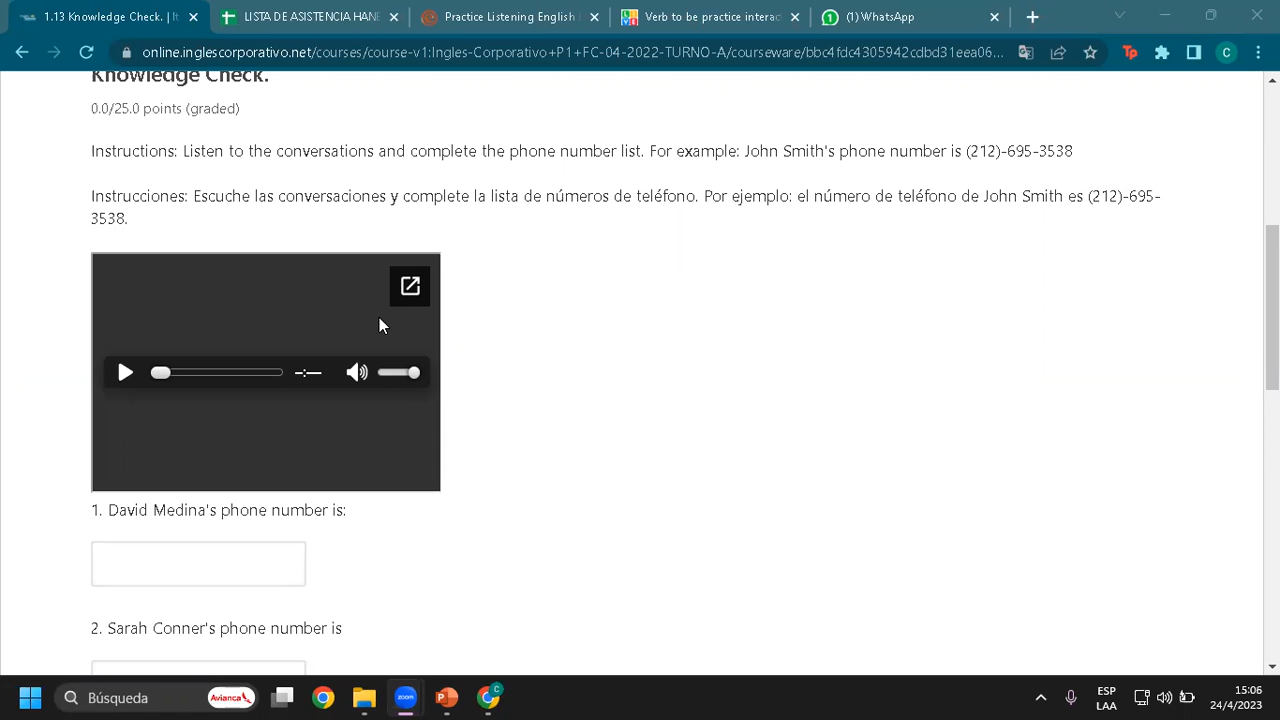 1.13 Knowledge Check. | It
LISTA DE ASISTENCIA HANE
Practice Listening English
Verb to be practice interac
(1) WhatsApp
online.inglescorporativo.net/courses/course-v1:Ingles-Corporativo+P1+FC-04-2022-TURNO-A/courseware/bbc4fdc4305942cdbd31eea06...
C
Knowledge Check.
0.0/25.0 points (graded)
Instructions: Listen to the conversations and complete the phone number list. For example: John Smith's phone number is (212)-695-3538
Instrucciones: Escuche las conversaciones y complete la lista de números de teléfono. Por ejemplo: el número de teléfono de John Smith es (212)-695-
3538.
1. David Medina's phone number is:
2. Sarah Conner's phone number is
Búsqueda
Avianca
zoom
C
ESP
LAA
15:06
24/4/2023